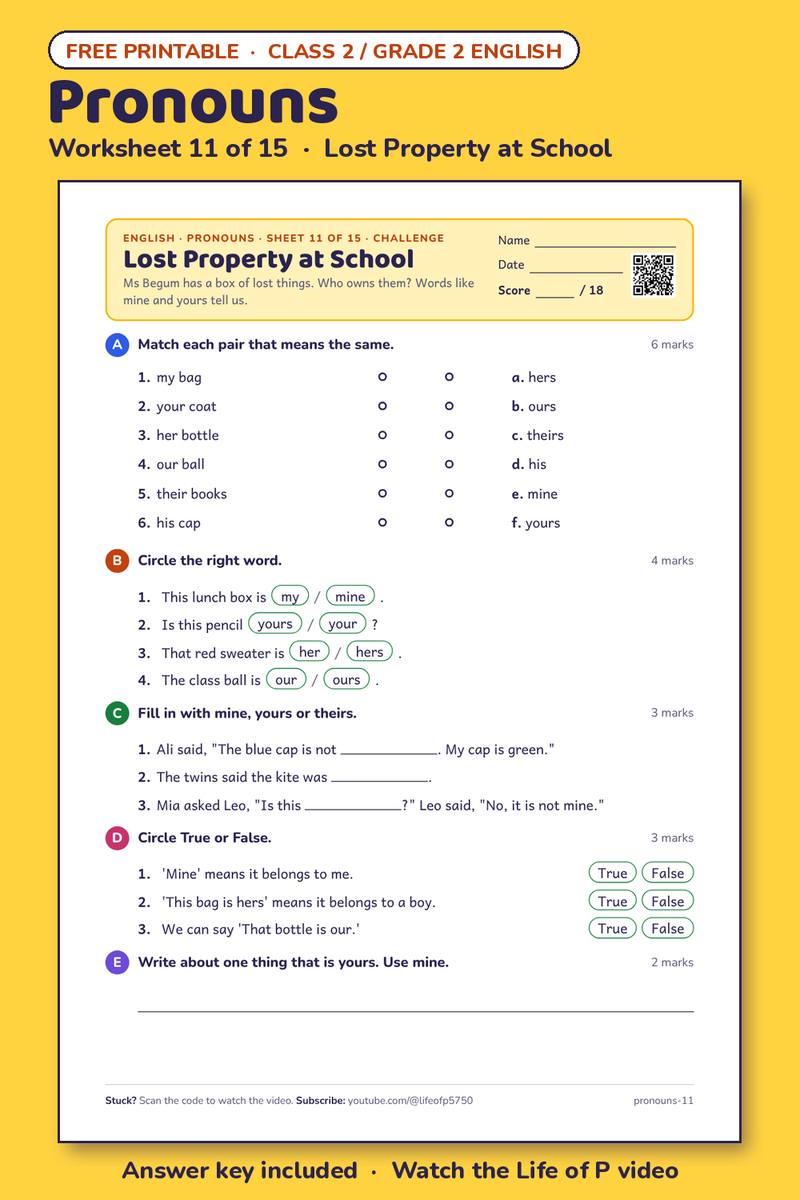 FREE PRINTABLE · CLASS 2 / GRADE 2 ENGLISH
Pronouns
Worksheet 11 of 15 · Lost Property at School
ENGLISH · PRONOUNS · SHEET 11 OF 15 · CHALLENGE
Lost Property at School
Ms Begum has a box of lost things. Who owns them? Words like
mine and yours tell us.
Name
Date
Score ______ / 18
A Match each pair that means the same. 6 marks
1. my bag a. hers
2. your coat b. ours
3. her bottle c. theirs
4. our ball d. his
5. their books e. mine
6. his cap f. yours
B Circle the right word. 4 marks
1. This lunch box is my / mine .
2. Is this pencil yours / your ?
3. That red sweater is her / hers .
4. The class ball is our / ours .
C Fill in with mine, yours or theirs. 3 marks
1. Ali said, "The blue cap is not ____________. My cap is green."
2. The twins said the kite was ____________.
3. Mia asked Leo, "Is this ____________?" Leo said, "No, it is not mine."
D Circle True or False. 3 marks
1. 'Mine' means it belongs to me. True False
2. 'This bag is hers' means it belongs to a boy. True False
3. We can say 'That bottle is our.' True False
E Write about one thing that is yours. Use mine. 2 marks
Stuck? Scan the code to watch the video. Subscribe: youtube.com/@lifeofp5750 pronouns-11
Answer key included · Watch the Life of P video